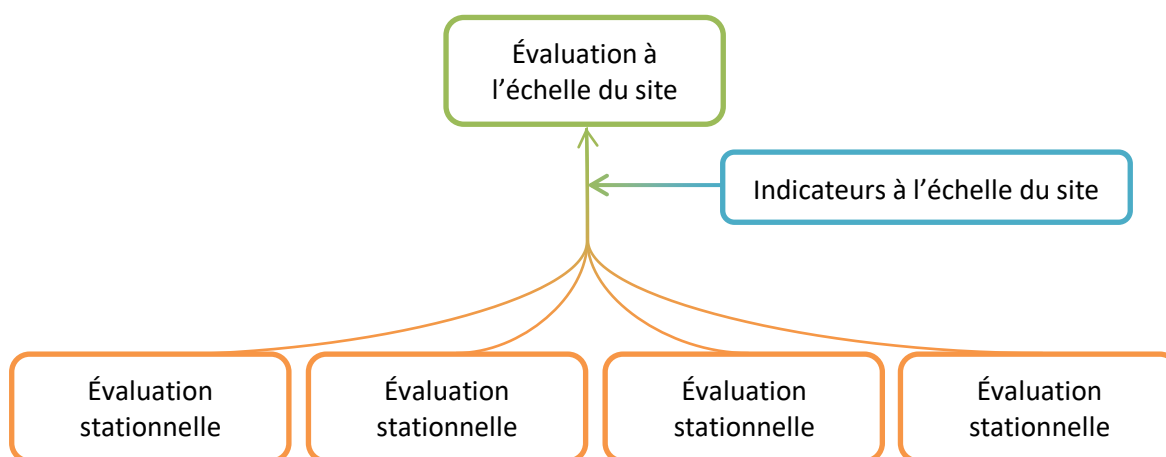 Évaluation à
l’échelle du site
Indicateurs à l’échelle du site
Évaluation
stationnelle
Évaluation
stationnelle
Évaluation
stationnelle
Évaluation
stationnelle